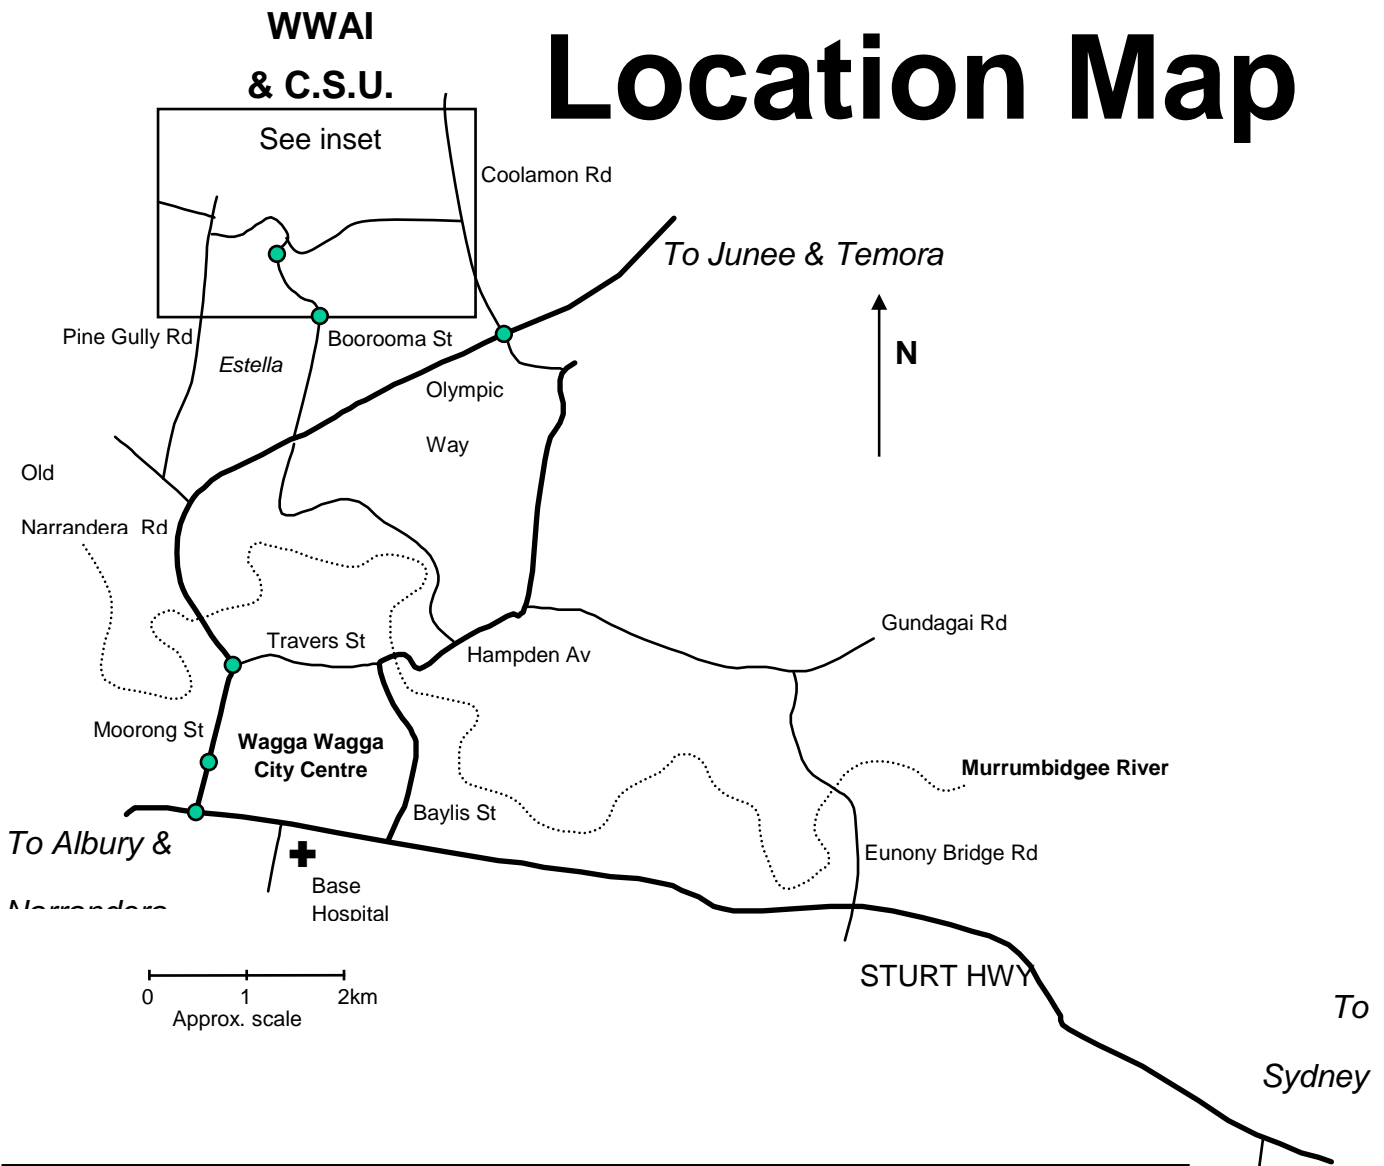 WWAI
& C.S.U.
Location Map
See inset
Coolamon Rd
To Junee & Temora
Pine Gully Rd
Boorooma St
N
Estella
Olympic
Way
Old
Narrandera Rd
Gundagai Rd
Travers St
Hampden Av
Moorong St
Wagga Wagga
City Centre
Murrumbidgee River
Baylis St
To Albury &
Narrandera
Eunony Bridge Rd
Base
Hospital
STURT HWY
0 1 2km
Approx. scale
To
Sydney